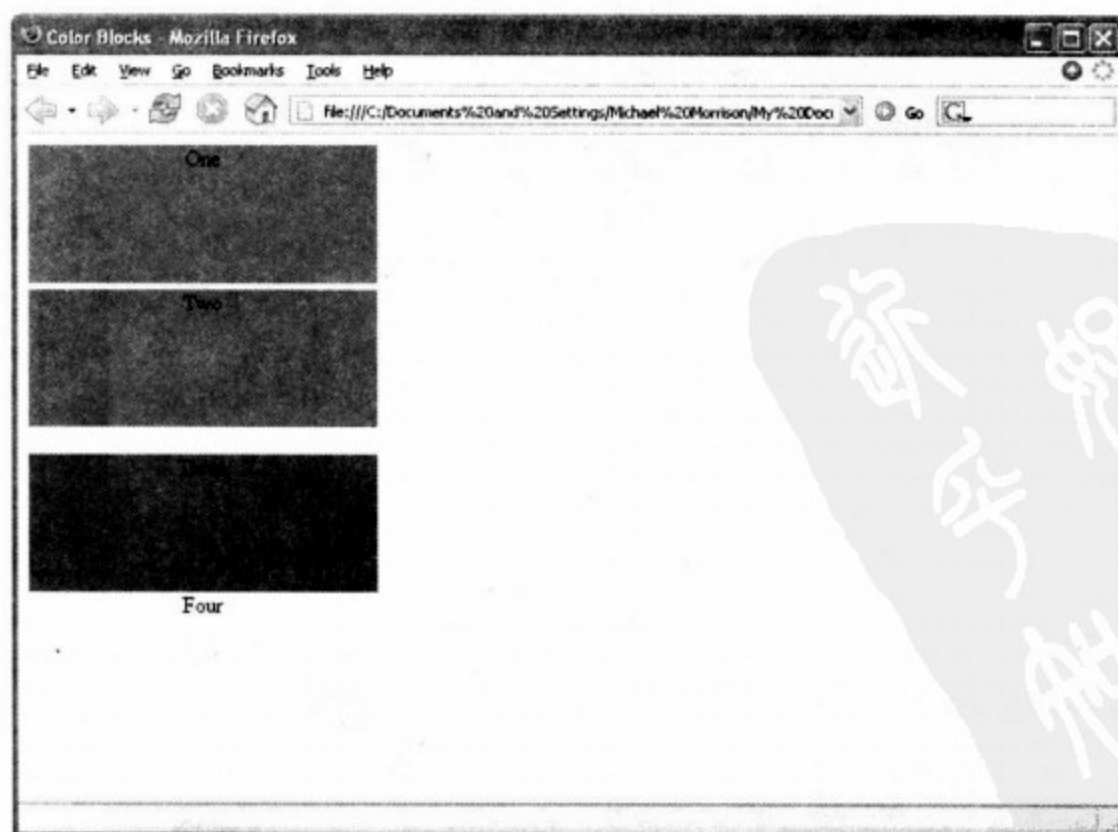 Color Blocks - Mozilla Firefox
File Edit View Go Bookmarks Tools Help
file:///C:/Documents%20and%20Settings/Michael%20Morrison/My%20Docu Go G
One
Two
Four